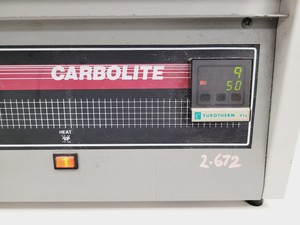 CARBOLITE
9
50
HEAT
EUROTHERM
2-672